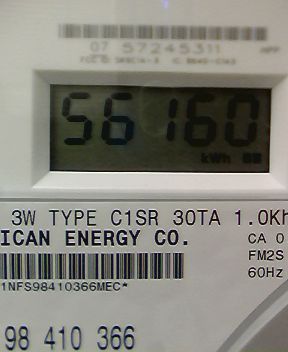 07 57245311
56160
kWh
3W TYPE C1SR 30TA 1.0Kh
ICAN ENERGY CO.
CA 0
FM2S
60Hz
1NFS98410366MEC*
98 410 366